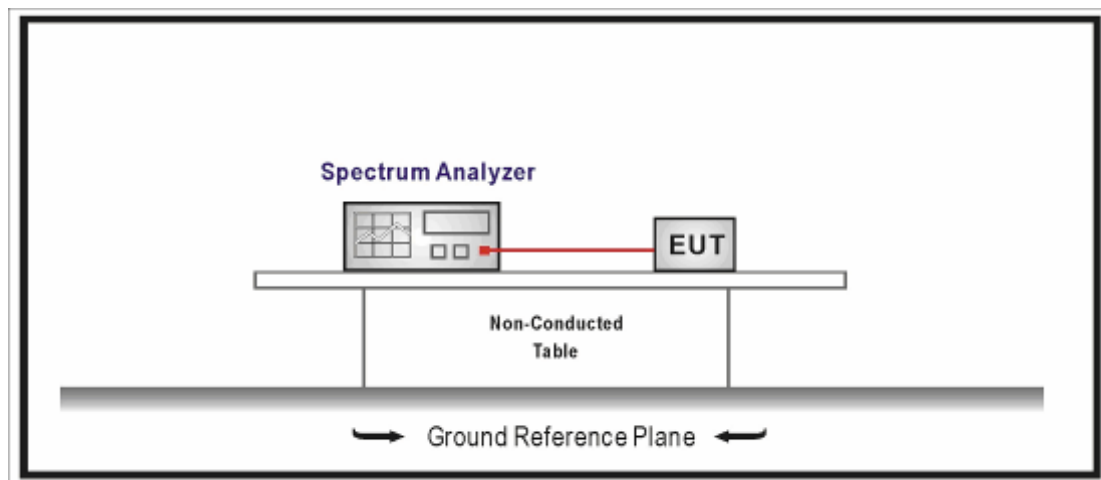 Spectrum Analyzer
EUT
Non-Conducted
Table
Ground Reference Plane